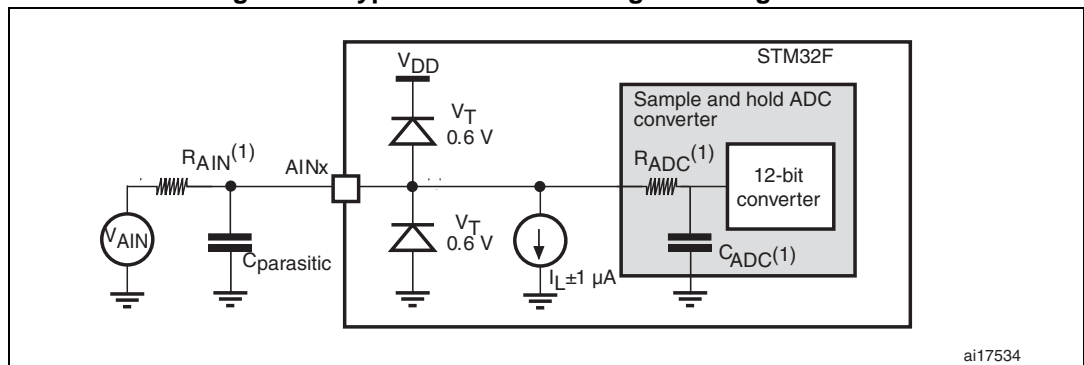 STM32F
VDD
VT
0.6 V
Sample and hold ADC
converter
RAIN(1)
AINx
RADC(1)
12-bit
converter
VAIN
Cparasitic
VT
0.6 V
IL±1 µA
CADC(1)
ai17534